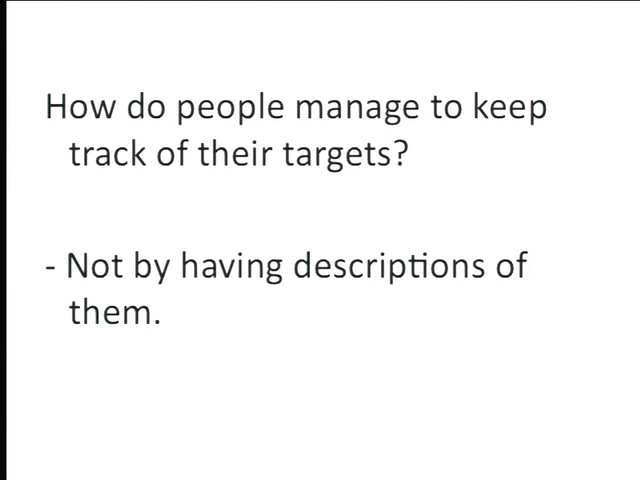 How do people manage to keep
track of their targets?
- Not by having descriptions of
them.